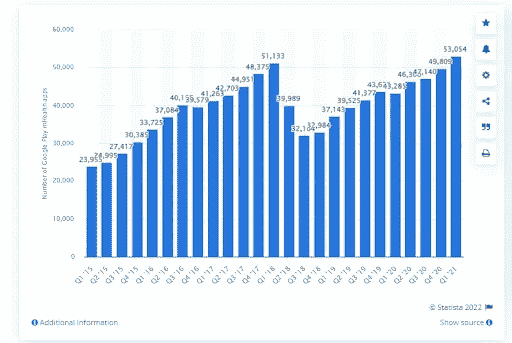 60,000
50,000
40,000
30,000
20,000
10,000
0
Number of Google Play mHealth apps
23,955
24,995
27,417
30,385
33,725
37,084
40,155
39,579
41,263
42,703
44,951
48,375
51,133
39,989
32,104
32,984
37,143
39,525
41,377
43,285
47,140
49,809
53,054
Q1 '15
Q2 '15
Q3 '15
Q4 '15
Q1 '16
Q2 '16
Q3 '16
Q4 '16
Q1 '17
Q2 '17
Q3 '17
Q4 '17
Q1 '18
Q2 '18
Q3 '18
Q4 '18
Q1 '19
Q2 '19
Q3 '19
Q4 '19
Q1 '20
Q2 '20
Q3 '20
Q4 '20
Q1 '21
© Statista 2022
Additional Information
Show source